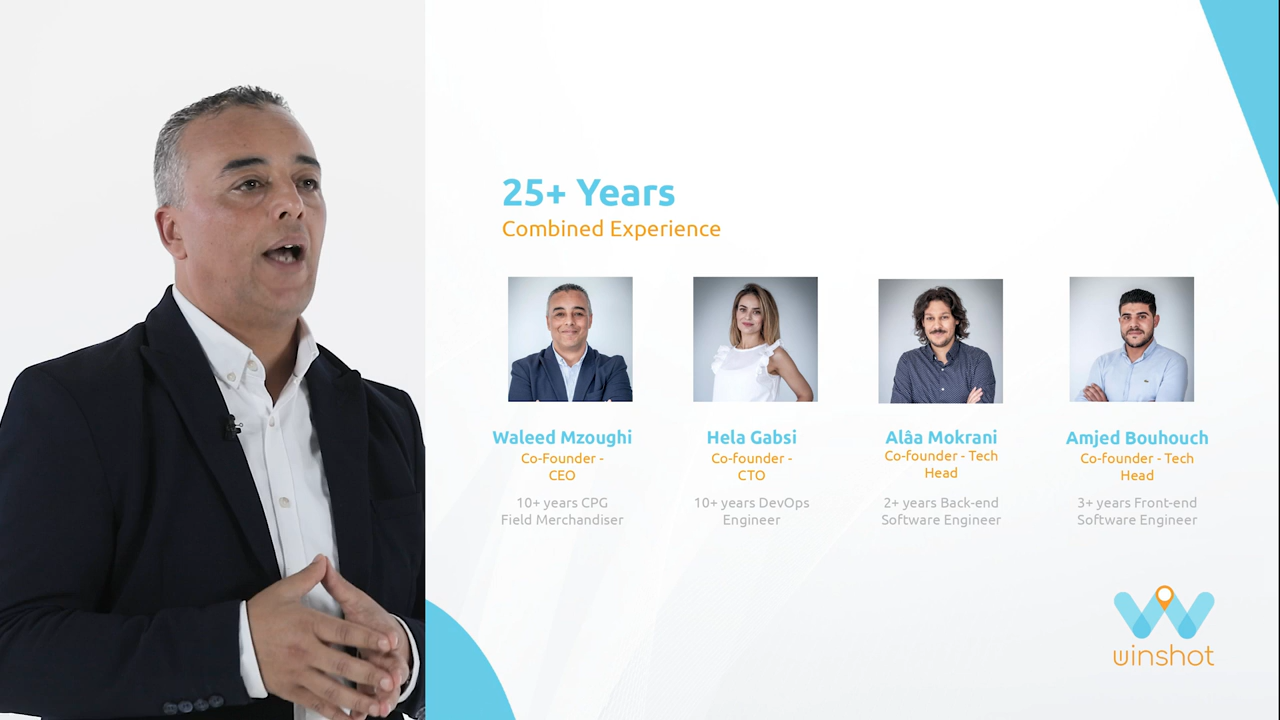 25+ Years
Combined Experience
Waleed Mzoughi
Co-Founder -
CEO
10+ years CPG
Field Merchandiser
Hela Gabsi
Co-founder -
CTO
10+ years DevOps
Engineer
Alâa Mokrani
Co-founder - Tech
Head
2+ years Back-end
Software Engineer
Amjed Bouhouch
Co-founder - Tech
Head
3+ years Front-end
Software Engineer
winshot